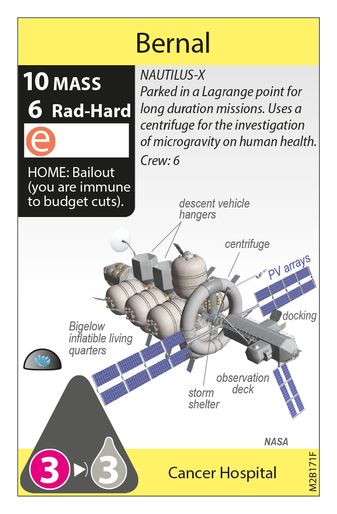 Bernal
10 MASS
6 Rad-Hard
e
HOME: Bailout
(you are immune
to budget cuts).
NAUTILUS-X
Parked in a Lagrange point for
long duration missions. Uses a
centrifuge for the investigation
of microgravity on human health.
Crew: 6
descent vehicle
hangers
centrifuge
PV arrays
docking
Bigelow
inflatible living
quarters
storm
shelter
observation
deck
NASA
3 3
Cancer Hospital
M2B171F